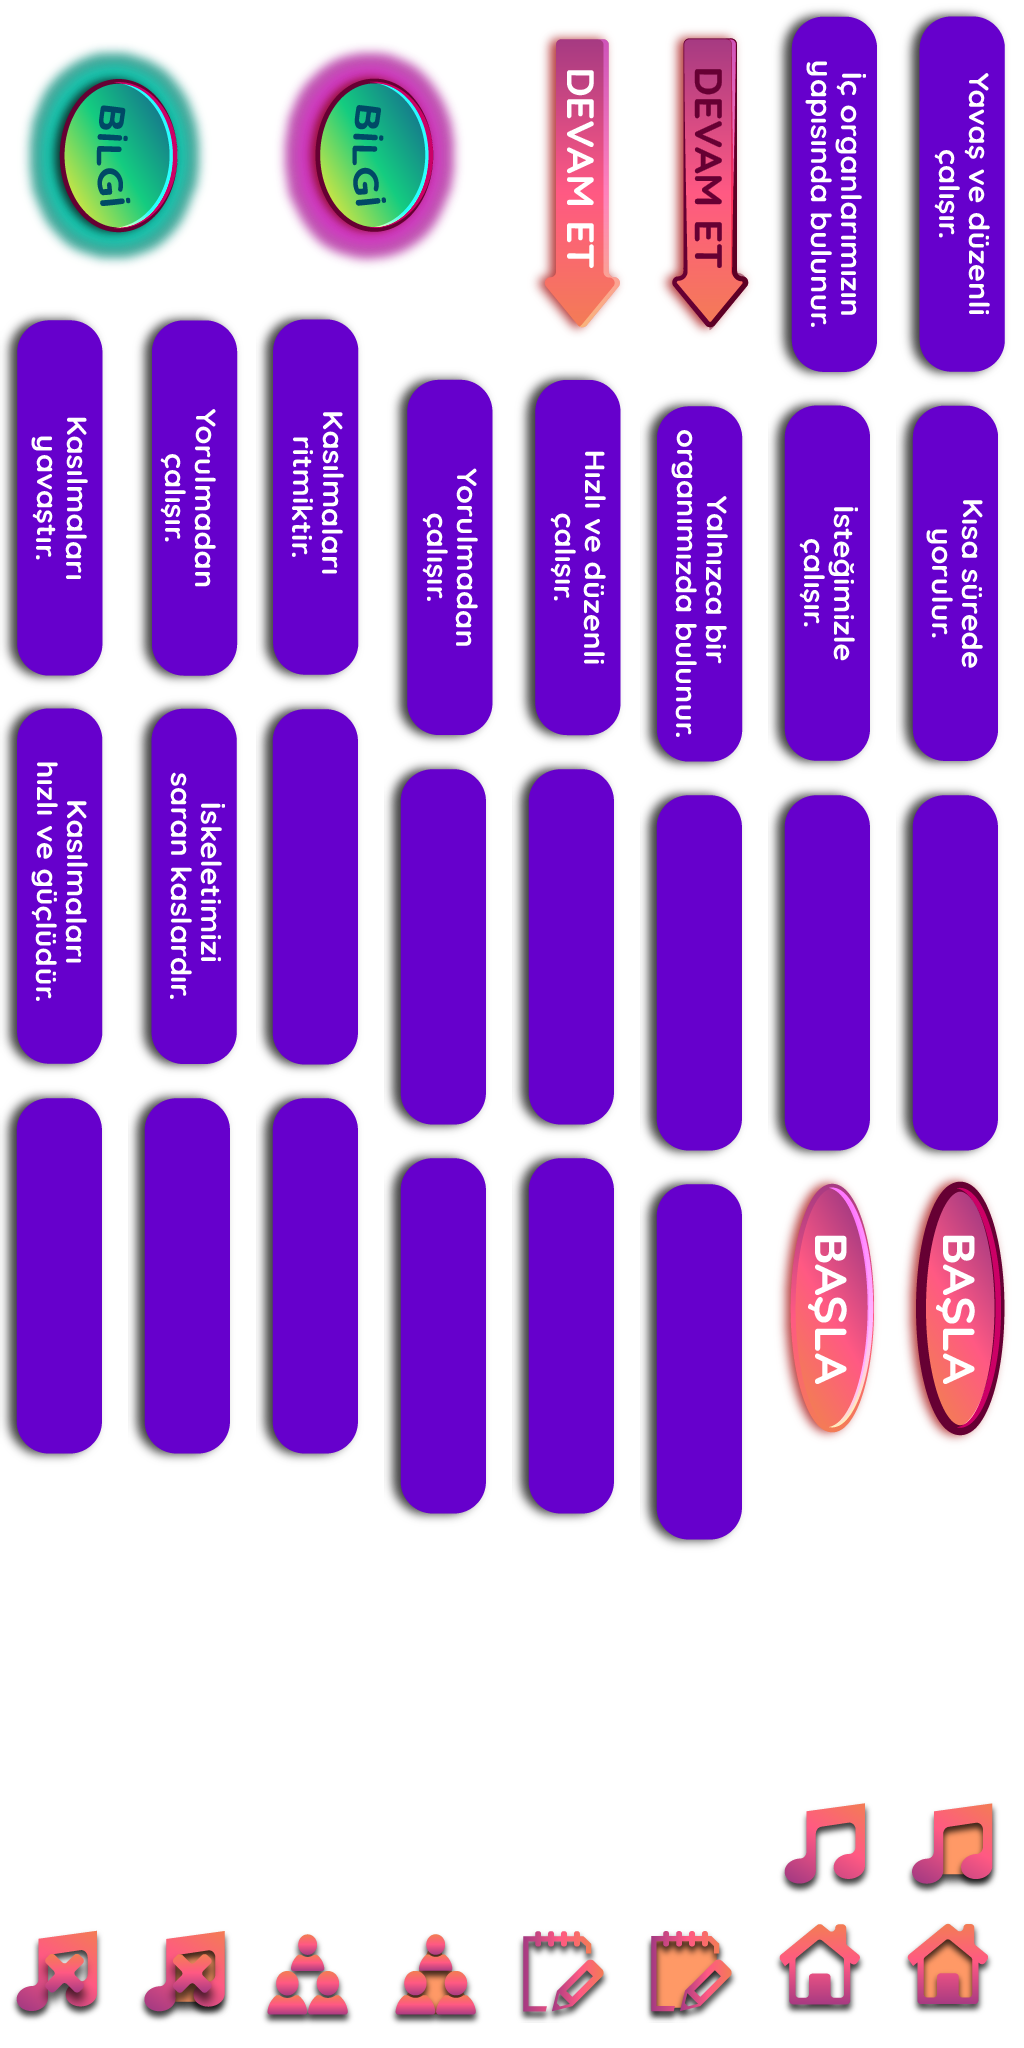 Yavaş ve düzenli
çalışır.
İç organlarımızın
yapısında bulunur.
DEVAM ET
DEVAM ET
BİLGİ
BİLGİ
Kısa sürede
yorulur.
İsteğimizle
çalışır.
Yalnızca bir
organımızda bulunur.
Hızlı ve düzenli
çalışır.
Yorulmadan
çalışır.
Kasılmaları
ritmiktir.
Yorulmadan
çalışır.
Kasılmaları
yavaştır.
İskeletimizi
saran kaslardır.
Kasılmaları
hızlı ve güçlüdür.
BAŞLA
BAŞLA